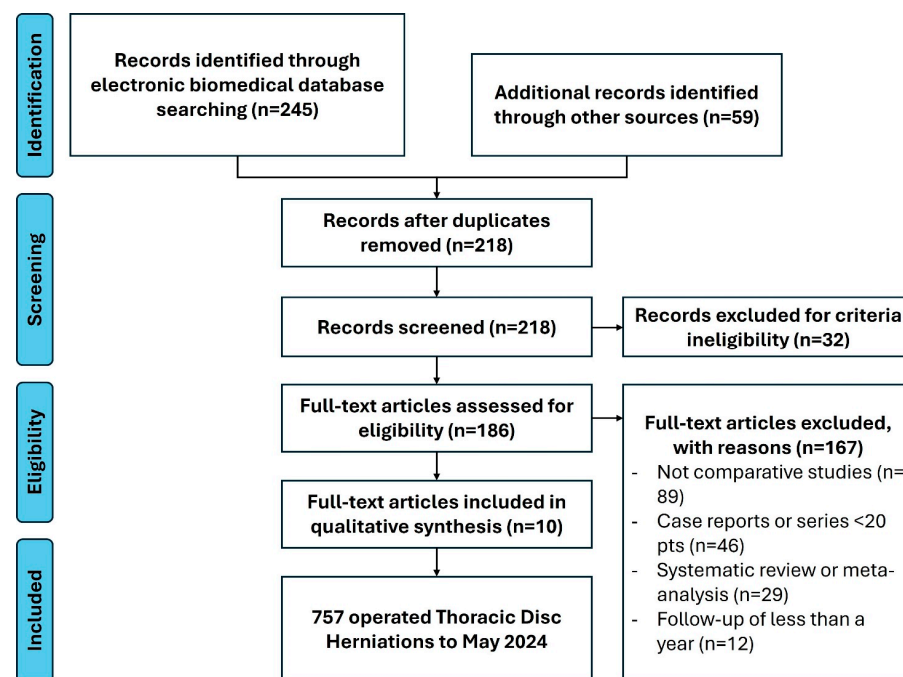 Identification
Records identified through
electronic biomedical database
searching (n=245)
Additional records identified
through other sources (n=59)
Screening
Records after duplicates
removed (n=218)
Records screened (n=218)
Records excluded for criteria
ineligibility (n=32)
Eligibility
Full-text articles assessed for
eligibility (n=186)
Full-text articles excluded,
with reasons (n=167)
- Not comparative studies (n=
89)
- Case reports or series <20
pts (n=46)
- Systematic review or meta-
analysis (n=29)
- Follow-up of less than a
year (n=12)
Full-text articles included in
qualitative synthesis (n=10)
Included
757 operated Thoracic Disc
Herniations to May 2024